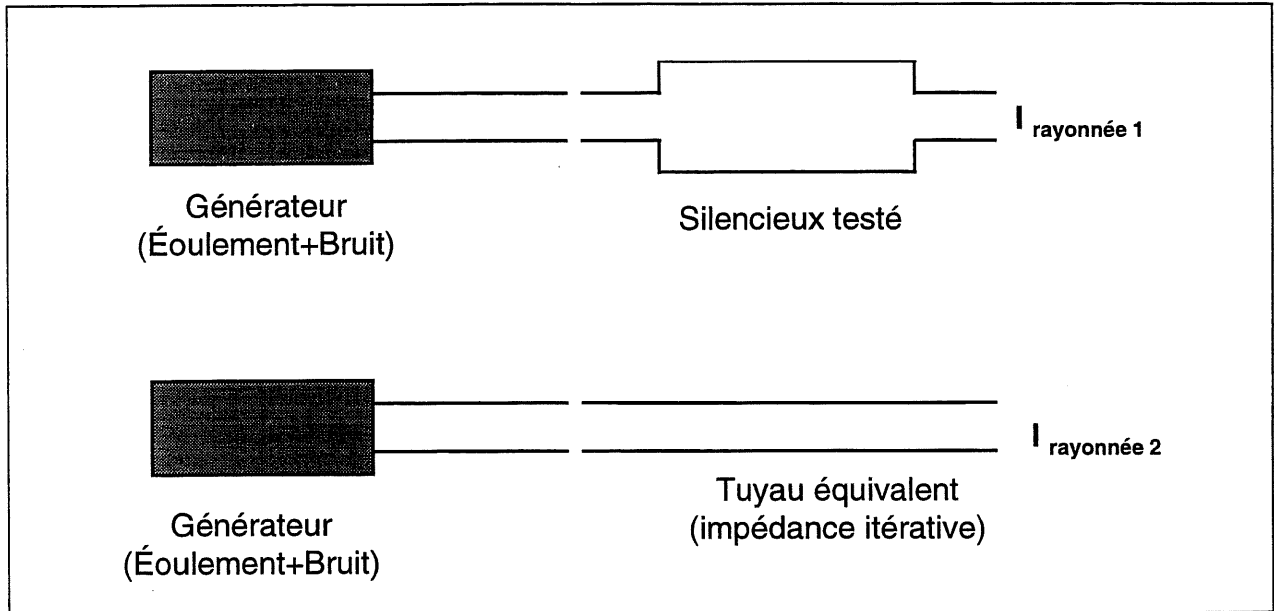 I rayonnée 1
Générateur
(Éoulement+Bruit)
Silencieux testé
I rayonnée 2
Tuyau équivalent
(impédance itérative)
Générateur
(Éoulement+Bruit)